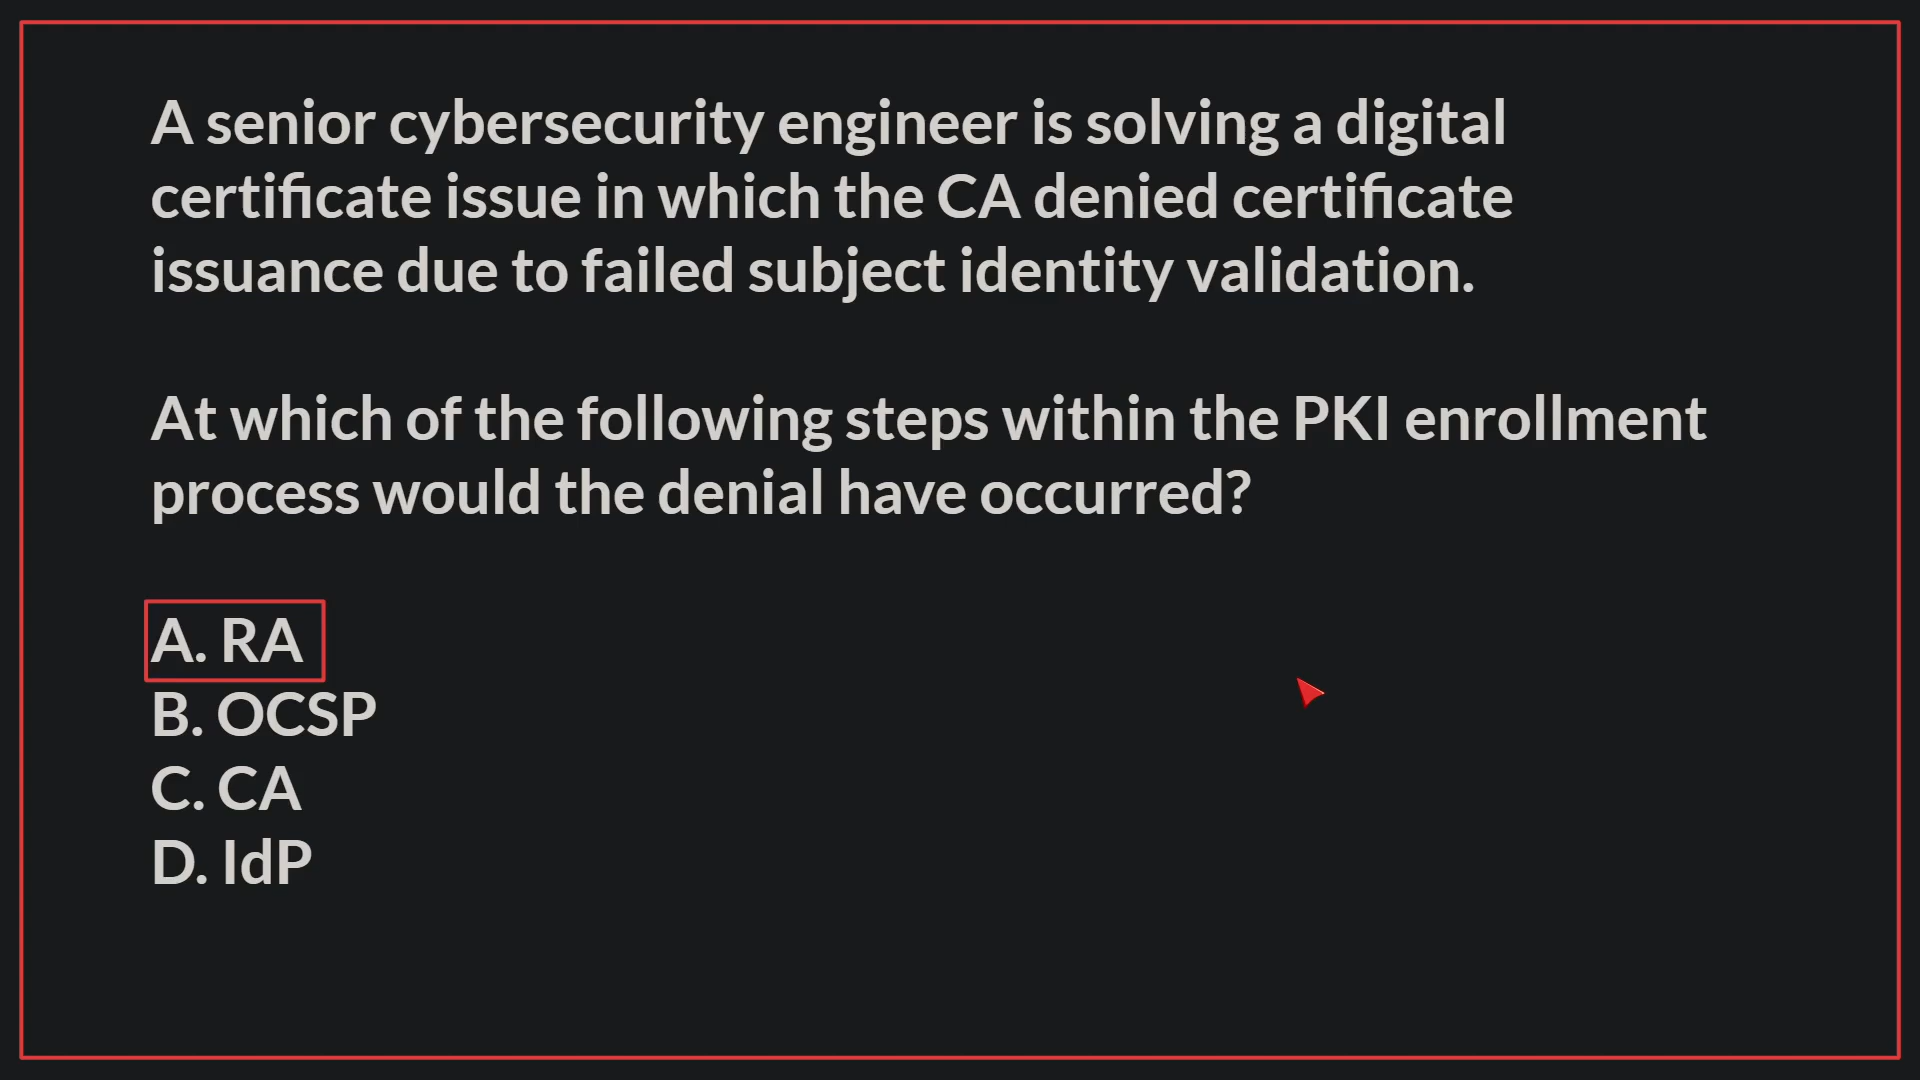 A senior cybersecurity engineer is solving a digital
certificate issue in which the CA denied certificate
issuance due to failed subject identity validation.
At which of the following steps within the PKI enrollment
process would the denial have occurred?
A. RA
B. OCSP
C. CA
D. IdP